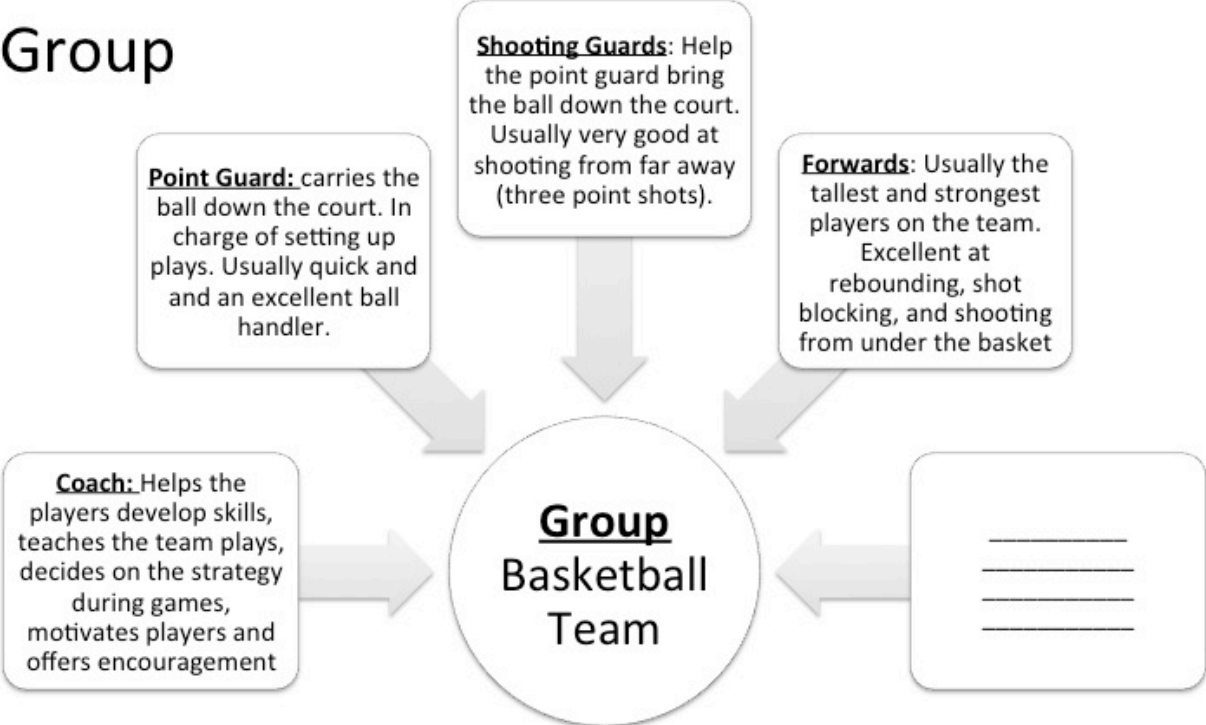 Group
Shooting Guards: Help
the point guard bring
the ball down the court.
Usually very good at
shooting from far away
(three point shots).
Point Guard: carries the
ball down the court. In
charge of setting up
plays. Usually quick and
and an excellent ball
handler.
Forwards: Usually the
tallest and strongest
players on the team.
Excellent at
rebounding, shot
blocking, and shooting
from under the basket
Coach: Helps the
players develop skills,
teaches the team plays,
decides on the strategy
during games,
motivates players and
offers encouragement
Group
Basketball
Team
___________
____________
____________
____________